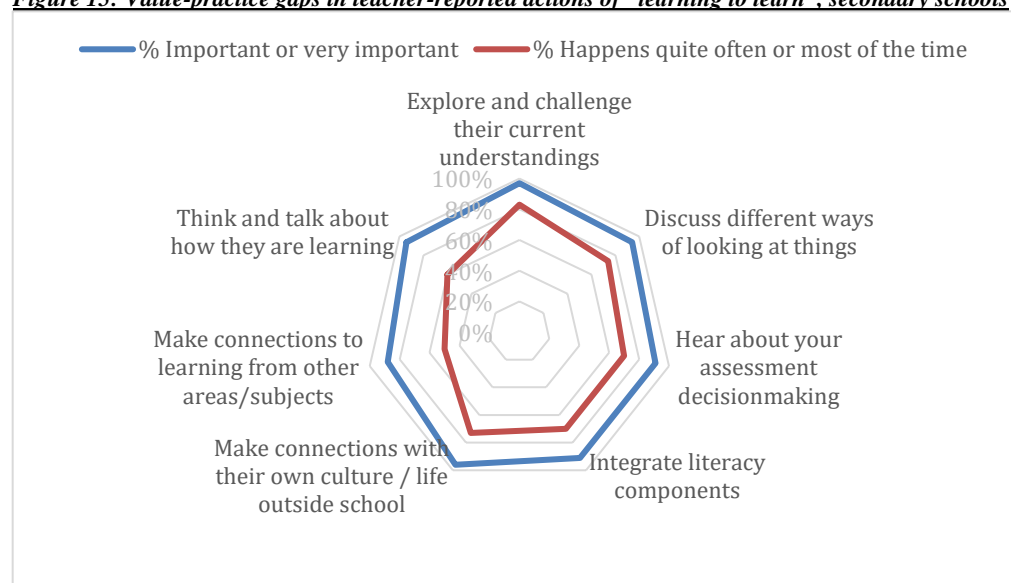 Figure 15: Value-practice gaps in teacher-reported actions of "learning to learn", secondary schools
% Important or very important
% Happens quite often or most of the time
Explore and challenge
their current
understandings
100%
80%
60%
40%
20%
0%
Discuss different ways
of looking at things
Hear about your
assessment
decisionmaking
Integrate literacy
components
Make connections with
their own culture / life
outside school
Make connections to
learning from other
areas/subjects
Think and talk about
how they are learning